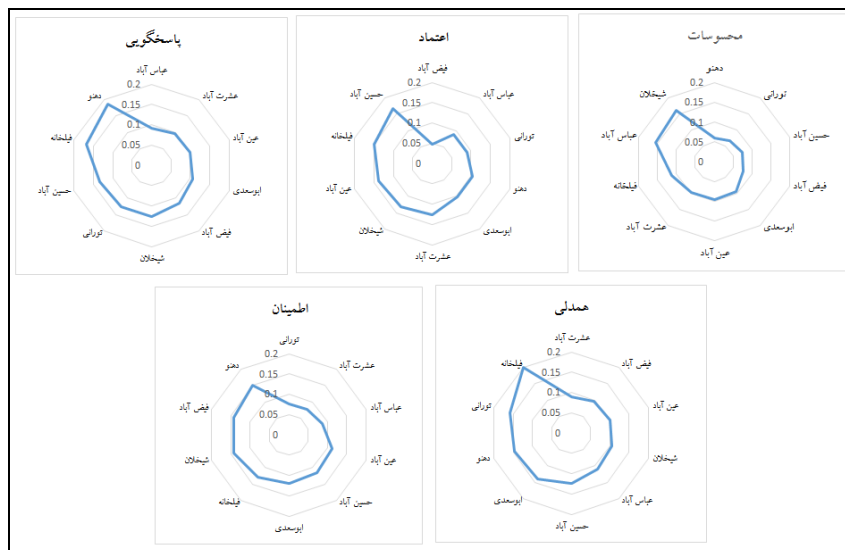 پاسخگویی
عباس آباد
عشرت آباد
عین آباد
ابوسعدی
فیض آباد
شیخلان
تورانی
حسین آباد
فیلخانه
دهنو
0.2
0.15
0.1
0.05
0
اعتماد
فیض آباد
عباس آباد
تورانی
دهنو
ابوسعدی
عشرت آباد
شیخلان
عین آباد
فیلخانه
حسین آباد
0.2
0.15
0.1
0.05
0
محسوسات
دهنو
تورانی
حسین آباد
فیض آباد
ابوسعدی
عین آباد
عشرت آباد
فیلخانه
عباس آباد
شیخلان
0.2
0.15
0.1
0.05
0
اطمینان
تورانی
عشرت آباد
عباس آباد
عین آباد
حسین آباد
ابوسعدی
فیلخانه
شیخلان
فیض آباد
دهنو
0.2
0.15
0.1
0.05
0
همدلی
عشرت آباد
فیض آباد
عین آباد
شیخلان
عباس آباد
حسین آباد
ابوسعدی
دهنو
تورانی
فیلخانه
0.2
0.15
0.1
0.05
0